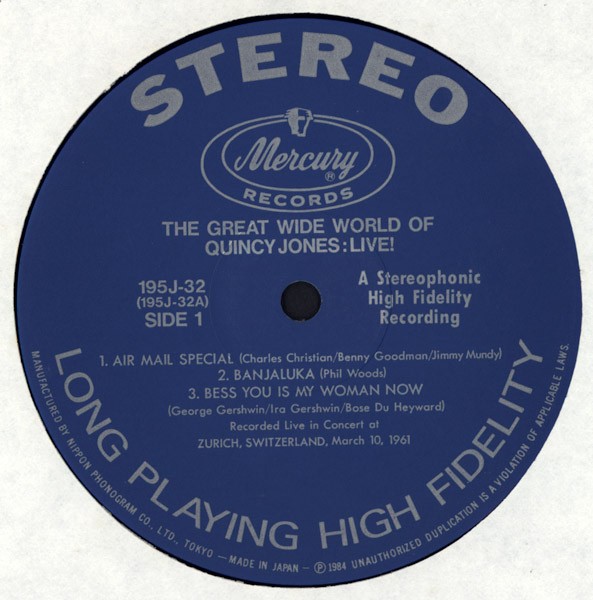 STEREO
Mercury
®
RECORDS
THE GREAT WIDE WORLD OF
QUINCY JONES:LIVE!
195J-32
(195J-32A)
SIDE 1
A Stereophonic
High Fidelity
Recording
1. AIR MAIL SPECIAL (Charles Christian/Benny Goodman/Jimmy Mundy)
2. BANJALUKA (Phil Woods)
3. BESS YOU IS MY WOMAN NOW
(George Gershwin/Ira Gershwin/Bose Du Heyward)
Recorded Live in Concert at
ZURICH, SWITZERLAND, March 10, 1961
LONG PLAYING HIGH FIDELITY
MANUFACTURED BY NIPPON PHONOGRAM CO., LTD., TOKYO — MADE IN JAPAN — Ⓟ 1984 UNAUTHORIZED DUPLICATION IS A VIOLATION OF APPLICABLE LAWS.